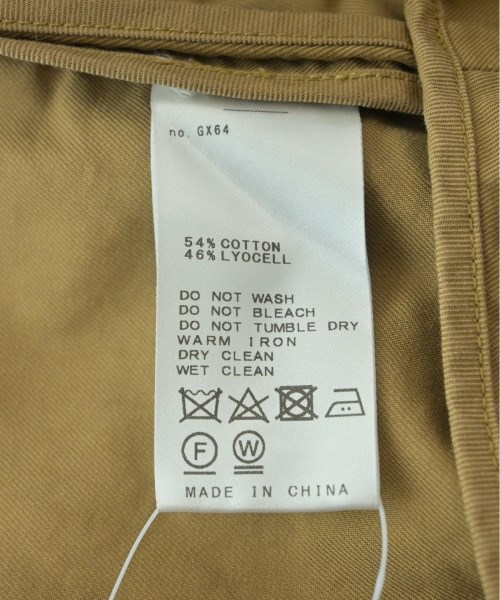 no. GX64
54% COTTON
46% LYOCELL
DO NOT WASH
DO NOT BLEACH
DO NOT TUMBLE DRY
WARM IRON
DRY CLEAN
WET CLEAN
F W
MADE IN CHINA